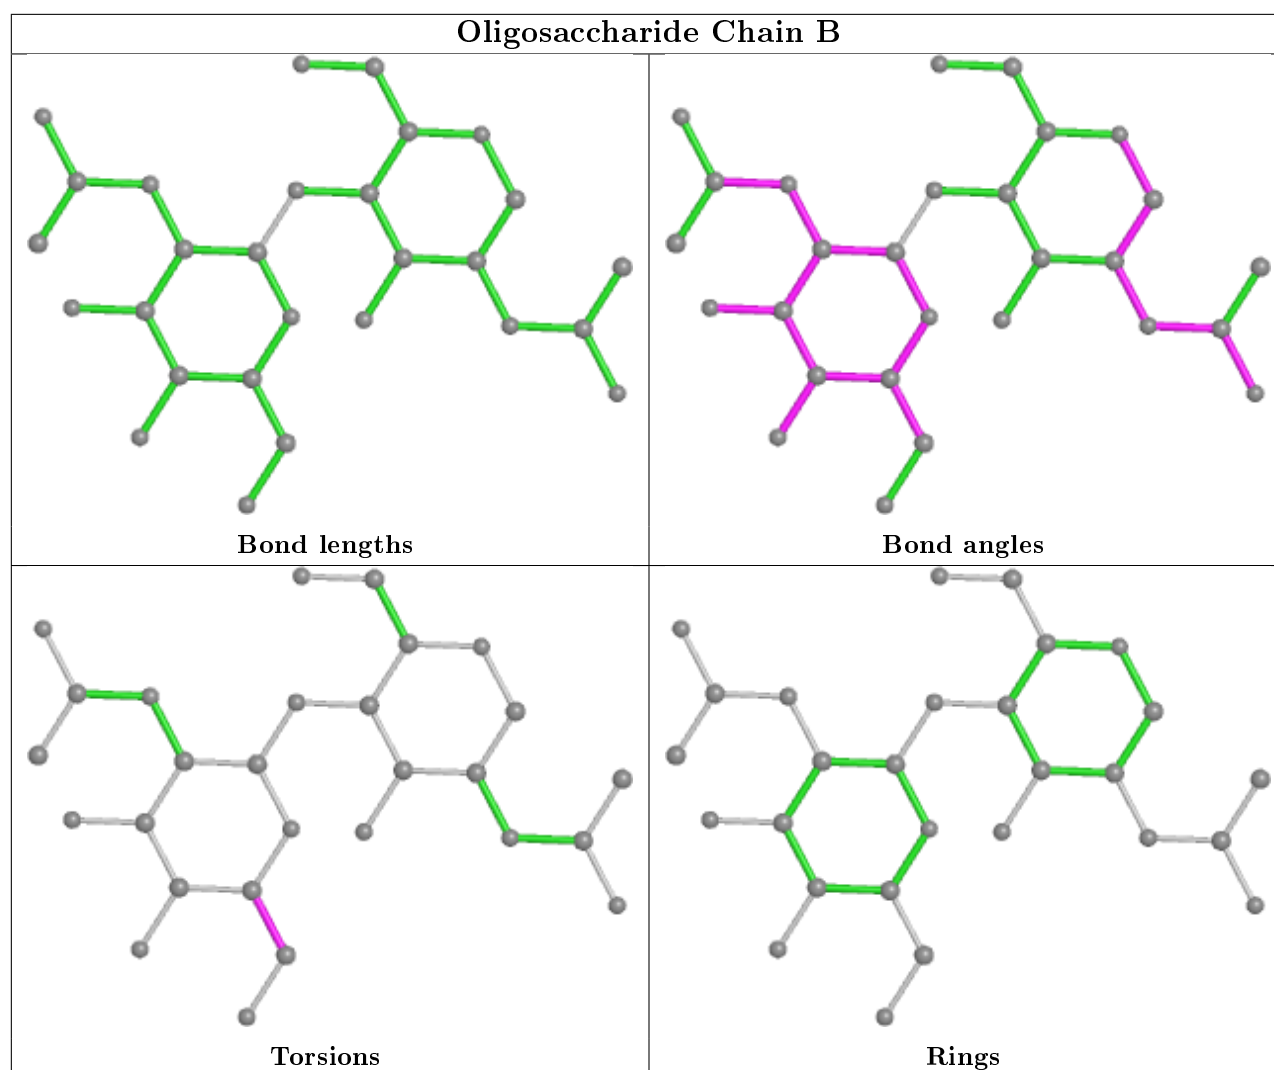 Oligosaccharide Chain B
Bond lengths
Bond angles
Torsions
Rings